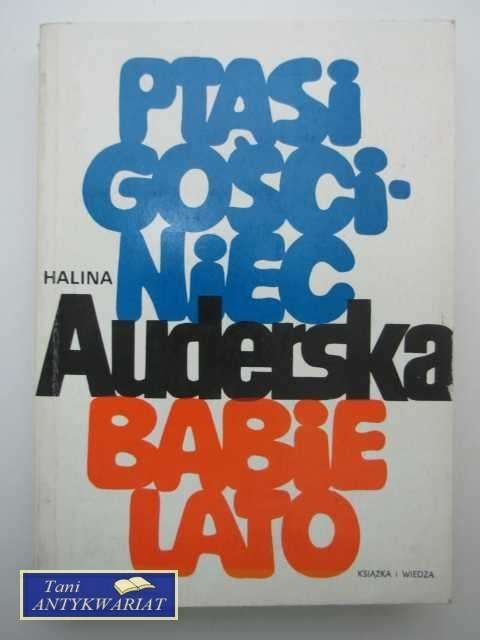 PTASI
GOŚCI-
NIEC
HALINA
Auderska
BABIE
LATO
KSIĄŻKA I WIEDZA
Tani
ANTYKWARIAT